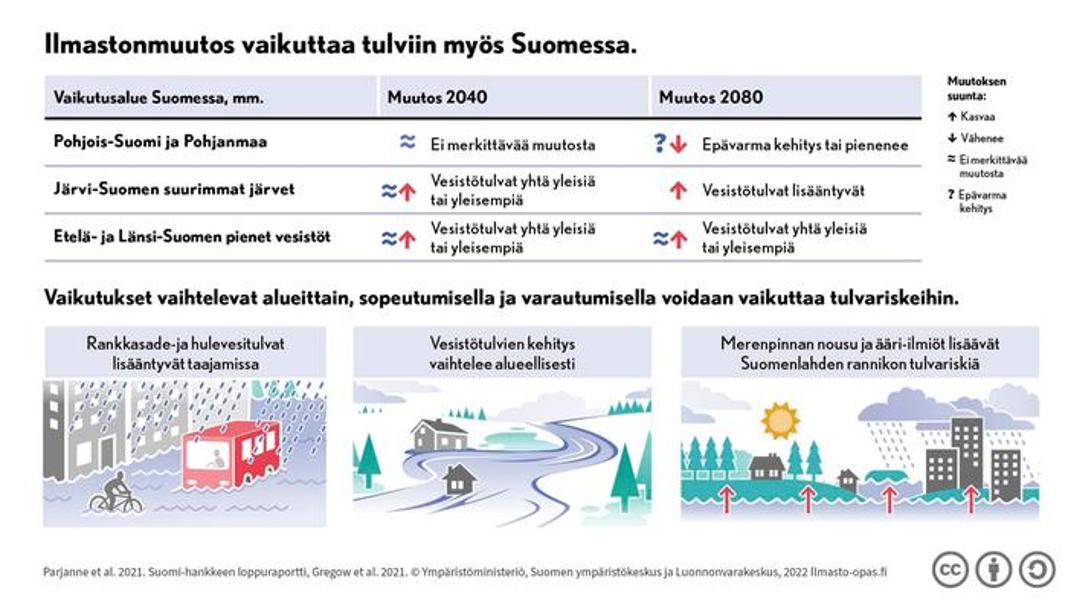 Ilmastonmuutos vaikuttaa tulviin myös Suomessa.
Vaikutusalue Suomessa, mm.
Muutos 2040
Muutos 2080
Pohjois-Suomi ja Pohjanmaa
≈ Ei merkittävää muutosta
?↓ Epävarma kehitys tai pienenee
Järvi-Suomen suurimmat järvet
≈↑ Vesistötulvat yhtä yleisiä
tai yleisempiä
↑ Vesistötulvat lisääntyvät
Etelä- ja Länsi-Suomen pienet vesistöt
≈↑ Vesistötulvat yhtä yleisiä
tai yleisempiä
≈↑ Vesistötulvat yhtä yleisiä
tai yleisempiä
Muutoksen
suunta:
↑ Kasvaa
↓ Vähenee
≈ Ei merkittävää
muutosta
? Epävarma
kehitys
Vaikutukset vaihtelevat alueittain, sopeutumisella ja varautumisella voidaan vaikuttaa tulvariskeihin.
Rankkasade-ja hulevesitulvat
lisääntyvät taajamissa
Vesistötulvien kehitys
vaihtelee alueellisesti
Merenpinnan nousu ja ääri-ilmiöt lisäävät
Suomenlahden rannikon tulvariskiä
Parjanne et al. 2021. Suomi-hankkeen loppuraportti, Gregow et al. 2021. © Ympäristöministeriö, Suomen ympäristökeskus ja Luonnonvarakeskus, 2022 Ilmasto-opas.fi
cc